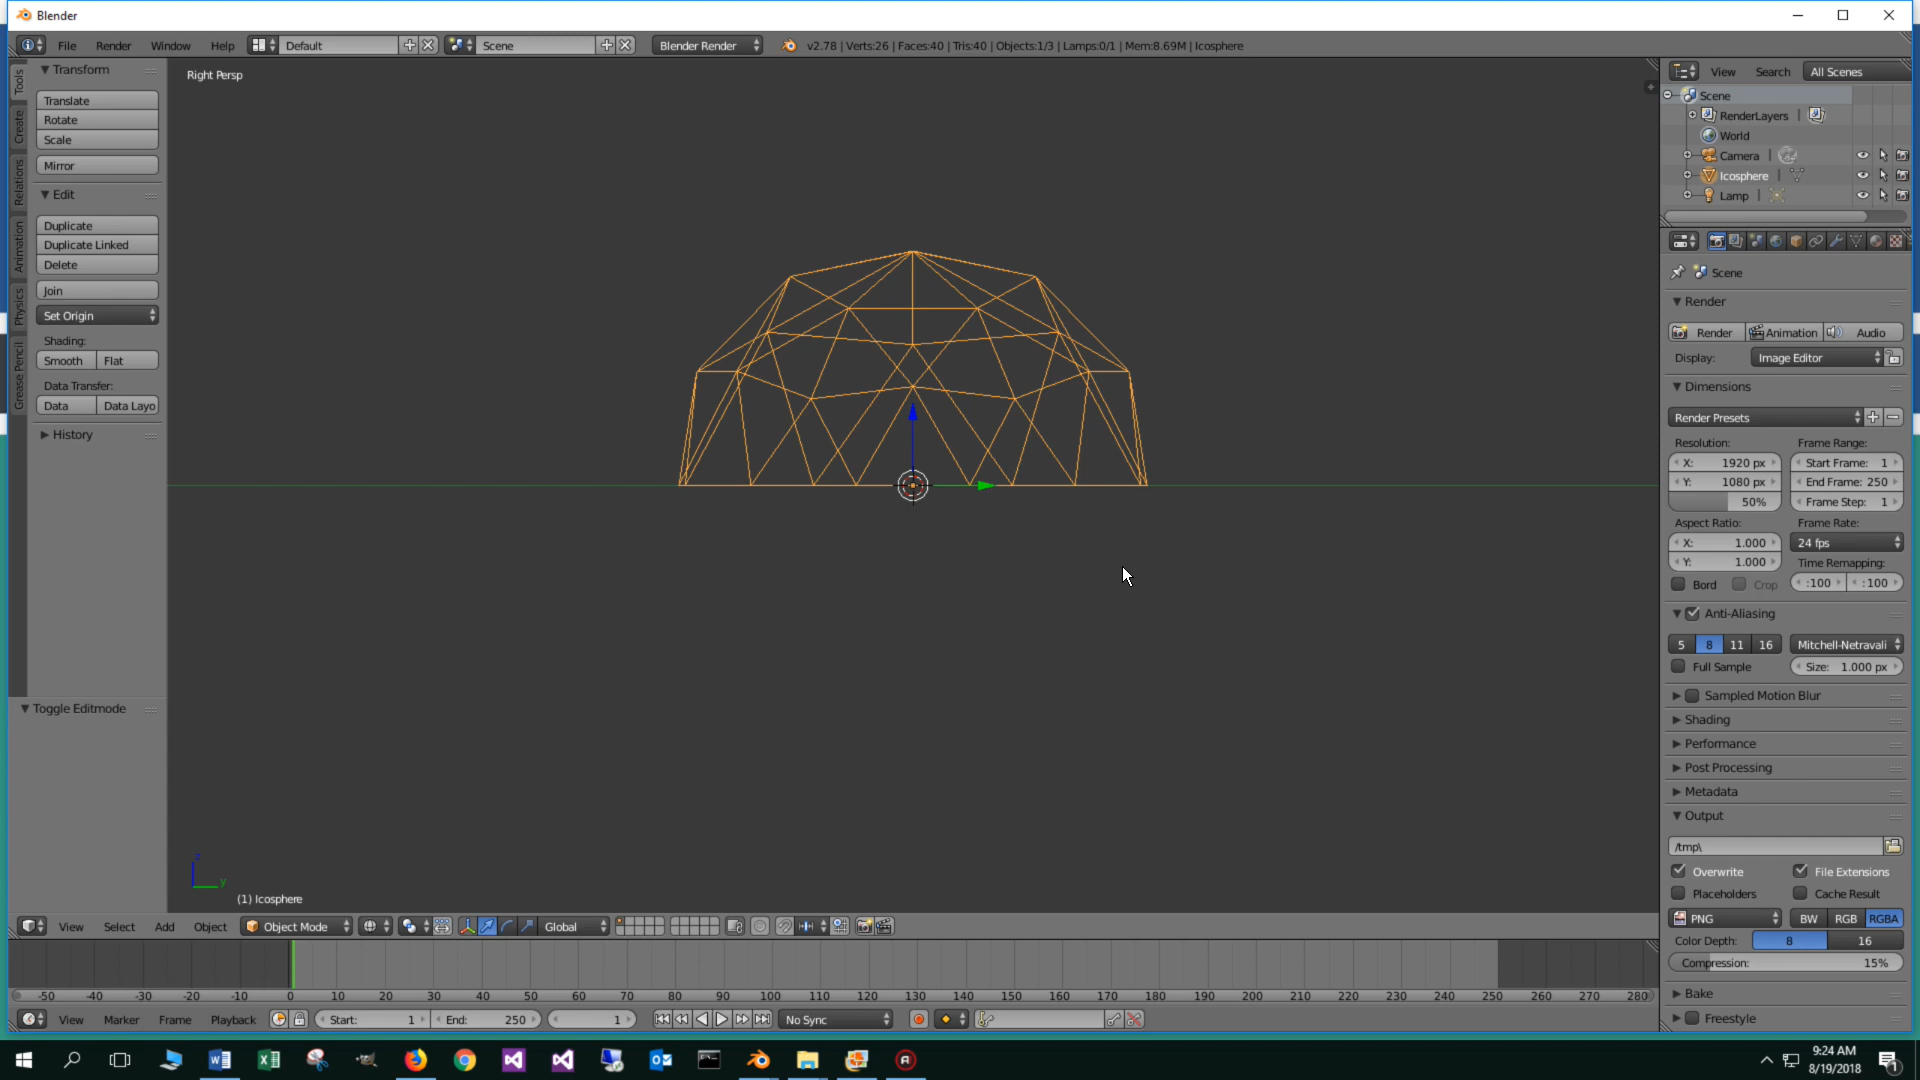 Blender
File Render Window Help Default Scene Blender Render v2.78 | Verts:26 | Faces:40 | Tris:40 | Objects:1/3 | Lamps:0/1 | Mem:8.69M | Icosphere
Tools
Create
Relations
Animation
Physics
Grease Pencil
Transform
Translate
Rotate
Scale
Mirror
Edit
Duplicate
Duplicate Linked
Delete
Join
Set Origin
Shading:
Smooth Flat
Data Transfer:
Data Data Layo
History
Toggle Editmode
Right Persp
z
y
(1) Icosphere
View Search All Scenes
Scene
RenderLayers |
World
Camera |
Icosphere |
Lamp |
Scene
Render
Render Animation Audio
Display: Image Editor
Dimensions
Render Presets
Resolution: Frame Range:
X: 1920 px Start Frame: 1
Y: 1080 px End Frame: 250
50% Frame Step: 1
Aspect Ratio: Frame Rate:
X: 1.000 24 fps
Y: 1.000 Time Remapping:
Bord Crop :100 :100
Anti-Aliasing
5 8 11 16 Mitchell-Netravali
Full Sample Size: 1.000 px
Sampled Motion Blur
Shading
Performance
Post Processing
Metadata
Output
/tmp\
Overwrite File Extensions
Placeholders Cache Result
PNG BW RGB RGBA
Color Depth: 8 16
Compression: 15%
Bake
Freestyle
View Select Add Object Object Mode Global
-50 -40 -30 -20 -10 0 10 20 30 40 50 60 70 80 90 100 110 120 130 140 150 160 170 180 190 200 210 220 230 240 250 260 270 280
View Marker Frame Playback Start: 1 End: 250 1 No Sync
9:24 AM
8/19/2018
1